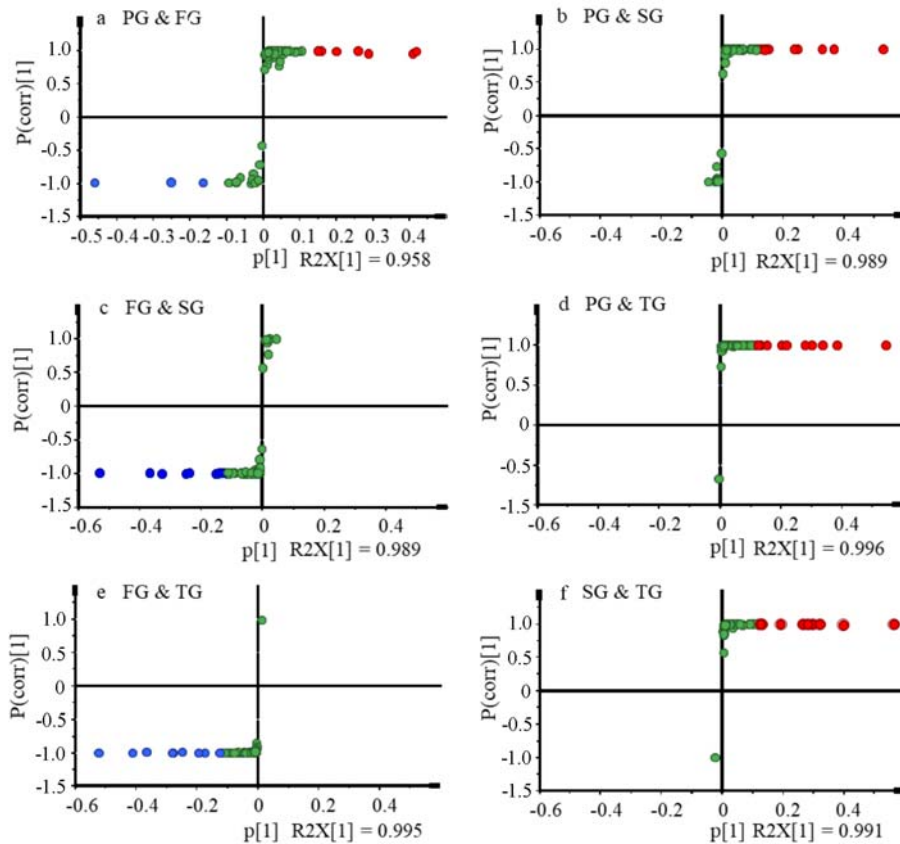 a PG & FG
P(corr)[1]
1.0
0.5
0
-0.5
-1.0
-1.5
-0.5 -0.4 -0.3 -0.2 -0.1 0 0.1 0.2 0.3 0.4
p[1] R2X[1] = 0.958
b PG & SG
P(corr)[1]
1.0
0.5
0
-0.5
-1.0
-1.5
-0.6 -0.4 -0.2 0 0.2 0.4
p[1] R2X[1] = 0.989
c FG & SG
P(corr)[1]
1.0
0.5
0
-0.5
-1.0
-1.5
-0.6 -0.4 -0.2 0 0.2 0.4
p[1] R2X[1] = 0.989
d PG & TG
P(corr)[1]
1.0
0.5
0
-0.5
-1.5
-0.6 -0.4 -0.2 0 0.2 0.4
p[1] R2X[1] = 0.996
e FG & TG
P(corr)[1]
1.0
0.5
0
-0.5
-1.0
-1.5
-0.6 -0.4 -0.2 0 0.2 0.4
p[1] R2X[1] = 0.995
f SG & TG
P(corr)[1]
1.0
0.5
0
-0.5
-1.0
-1.5
-0.6 -0.4 -0.2 0 0.2 0.4
p[1] R2X[1] = 0.991